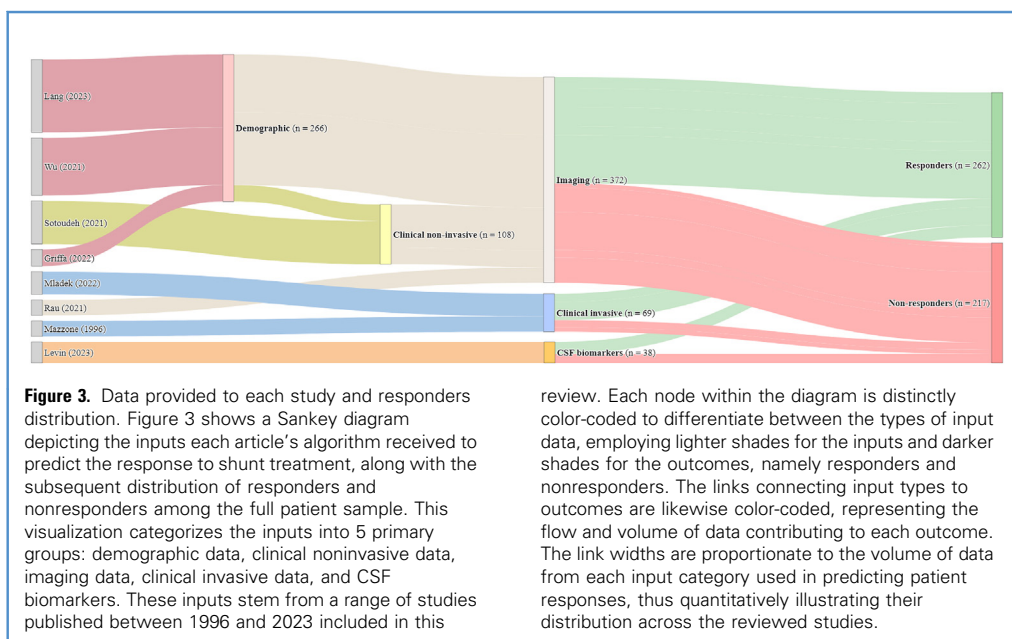 Lang (2023)
Demographic (n = 266)
Wu (2021)
Sotoudeh (2021)
Griffa (2022)
Clinical non-invasive (n = 108)
Imaging (n = 372)
Responders (n = 262)
Mladek (2022)
Rau (2021)
Mazzone (1996)
Levin (2023)
Clinical invasive (n = 69)
CSF biomarkers (n = 38)
Non-responders (n = 217)
Figure 3. Data provided to each study and responders
distribution. Figure 3 shows a Sankey diagram
depicting the inputs each article's algorithm received to
predict the response to shunt treatment, along with the
subsequent distribution of responders and
nonresponders among the full patient sample. This
visualization categorizes the inputs into 5 primary
groups: demographic data, clinical noninvasive data,
imaging data, clinical invasive data, and CSF
biomarkers. These inputs stem from a range of studies
published between 1996 and 2023 included in this
review. Each node within the diagram is distinctly
color-coded to differentiate between the types of input
data, employing lighter shades for the inputs and darker
shades for the outcomes, namely responders and
nonresponders. The links connecting input types to
outcomes are likewise color-coded, representing the
flow and volume of data contributing to each outcome.
The link widths are proportionate to the volume of data
from each input category used in predicting patient
responses, thus quantitatively illustrating their
distribution across the reviewed studies.